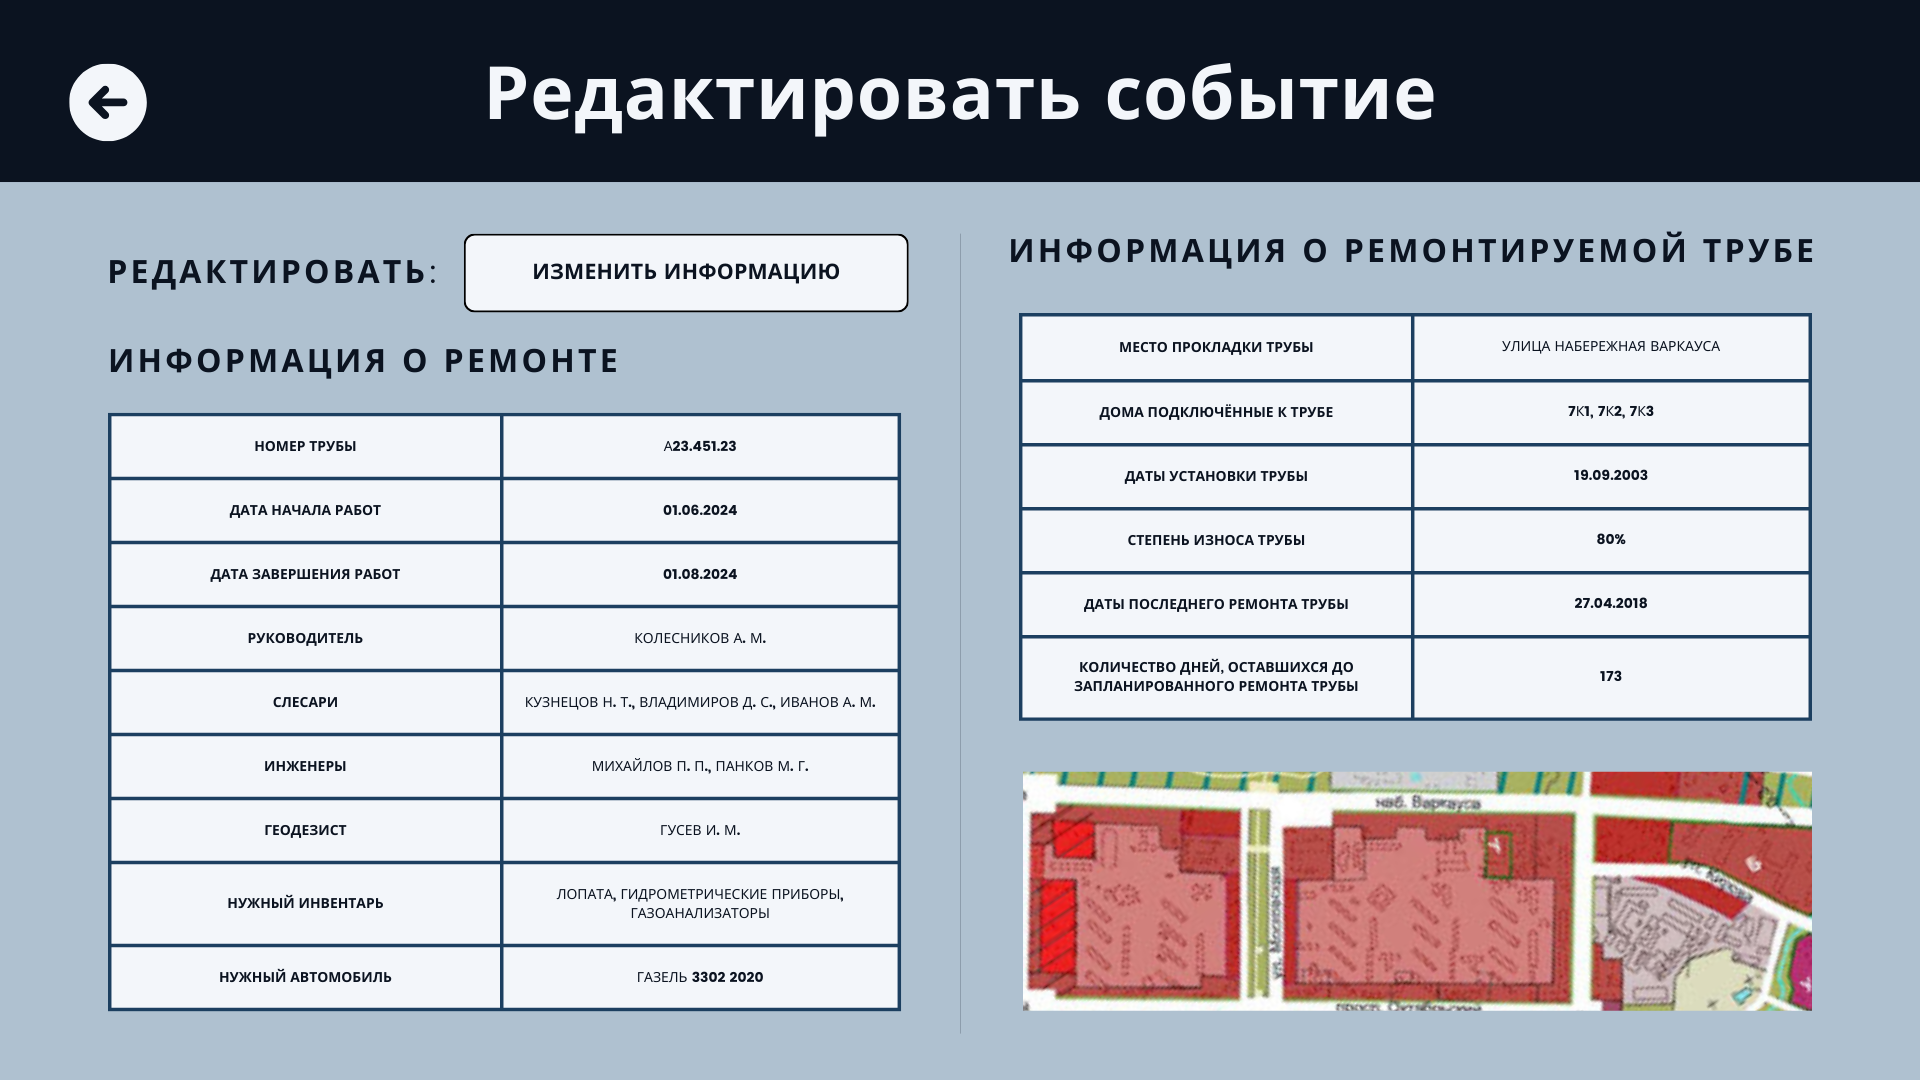 Редактировать событие
РЕДАКТИРОВАТЬ:
ИЗМЕНИТЬ ИНФОРМАЦИЮ
ИНФОРМАЦИЯ О РЕМОНТЕ
НОМЕР ТРУБЫ
А23.451.23
ДАТА НАЧАЛА РАБОТ
01.06.2024
ДАТА ЗАВЕРШЕНИЯ РАБОТ
01.08.2024
РУКОВОДИТЕЛЬ
КОЛЕСНИКОВ А. М.
СЛЕСАРИ
КУЗНЕЦОВ Н. Т., ВЛАДИМИРОВ Д. С., ИВАНОВ А. М.
ИНЖЕНЕРЫ
МИХАЙЛОВ П. П., ПАНКОВ М. Г.
ГЕОДЕЗИСТ
ГУСЕВ И. М.
НУЖНЫЙ ИНВЕНТАРЬ
ЛОПАТА, ГИДРОМЕТРИЧЕСКИЕ ПРИБОРЫ,
ГАЗОАНАЛИЗАТОРЫ
НУЖНЫЙ АВТОМОБИЛЬ
ГАЗЕЛЬ 3302 2020
ИНФОРМАЦИЯ О РЕМОНТИРУЕМОЙ ТРУБЕ
МЕСТО ПРОКЛАДКИ ТРУБЫ
УЛИЦА НАБЕРЕЖНАЯ ВАРКАУСА
ДОМА ПОДКЛЮЧЁННЫЕ К ТРУБЕ
7К1, 7К2, 7К3
ДАТЫ УСТАНОВКИ ТРУБЫ
19.09.2003
СТЕПЕНЬ ИЗНОСА ТРУБЫ
80%
ДАТЫ ПОСЛЕДНЕГО РЕМОНТА ТРУБЫ
27.04.2018
КОЛИЧЕСТВО ДНЕЙ, ОСТАВШИХСЯ ДО
ЗАПЛАНИРОВАННОГО РЕМОНТА ТРУБЫ
173
наб. Варкауса
ул. Московская
ул. Кирова
просп. Октябрьский